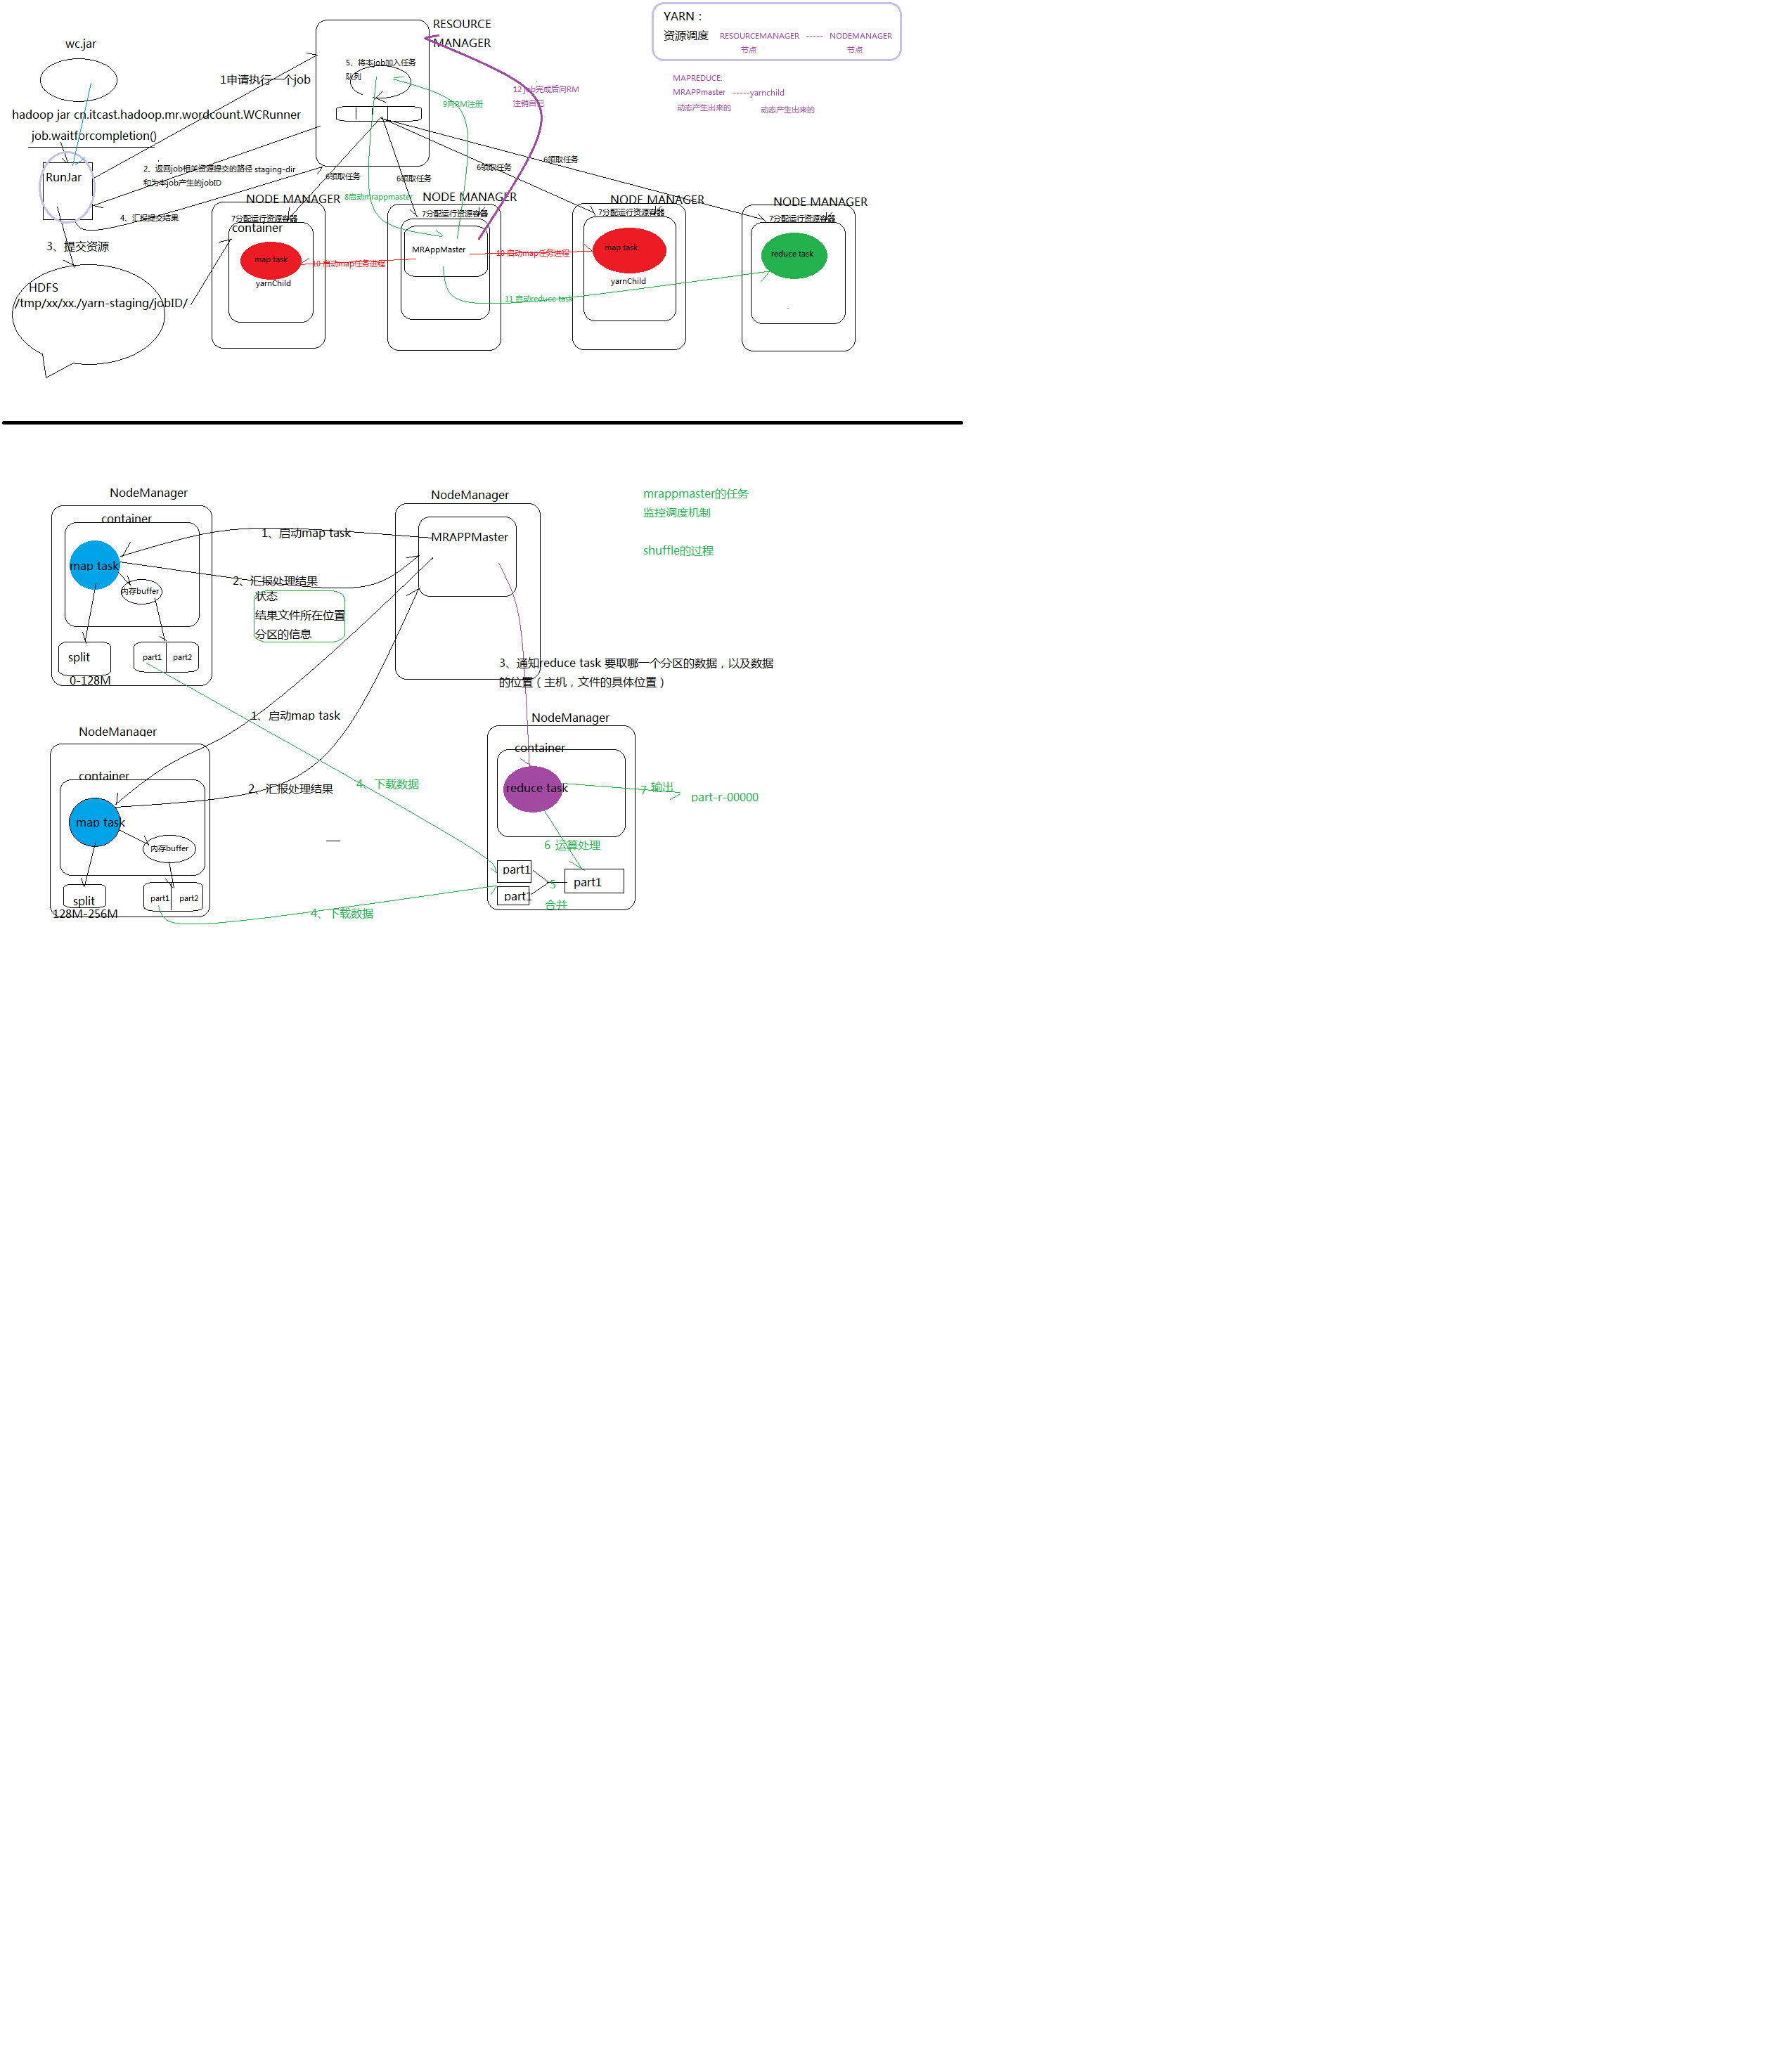 YARN：
资源调度 RESOURCEMANAGER ----- NODEMANAGER
节点 节点
MAPREDUCE:
MRAPPmaster -----yarnchild
动态产生出来的 动态产生出来的
RESOURCE
MANAGER
wc.jar
5、将本job加入任务
队列
1申请执行一个job
9向RM注册
12 job完成后向RM
注销自己
hadoop jar cn.itcast.hadoop.mr.wordcount.WCRunner
job.waitforcompletion()
RunJar
2、返回job相关资源提交的路径 staging-dir
和为本job产生的jobID
6领取任务
6领取任务
6领取任务
6领取任务
4、汇报提交结果
8启动mrappmaster
NODE MANAGER
NODE MANAGER
NODE MANAGER
NODE MANAGER
7分配运行资源容器
7分配运行资源容器
7分配运行资源容器
7分配运行资源容器
3、提交资源
container
map task
yarnChild
MRAppMaster
map task
yarnChild
reduce task
10 启动map任务进程
10 启动map任务进程
11 启动reduce task
HDFS
/tmp/xx/xx./yarn-staging/jobID/
NodeManager
NodeManager
mrappmaster的任务
监控调度机制
shuffle的过程
container
1、启动map task
MRAPPMaster
map task
内存buffer
2、汇报处理结果
状态
结果文件所在位置
分区的信息
split
part1 part2
0-128M
3、通知reduce task 要取哪一个分区的数据，以及数据
的位置（主机，文件的具体位置）
1、启动map task
NodeManager
NodeManager
container
container
2、汇报处理结果
4、下载数据
reduce task
7 输出
part-r-00000
map task
内存buffer
6 运算处理
part1
part1
5
合并
part1
split
part1 part2
128M-256M
4、下载数据